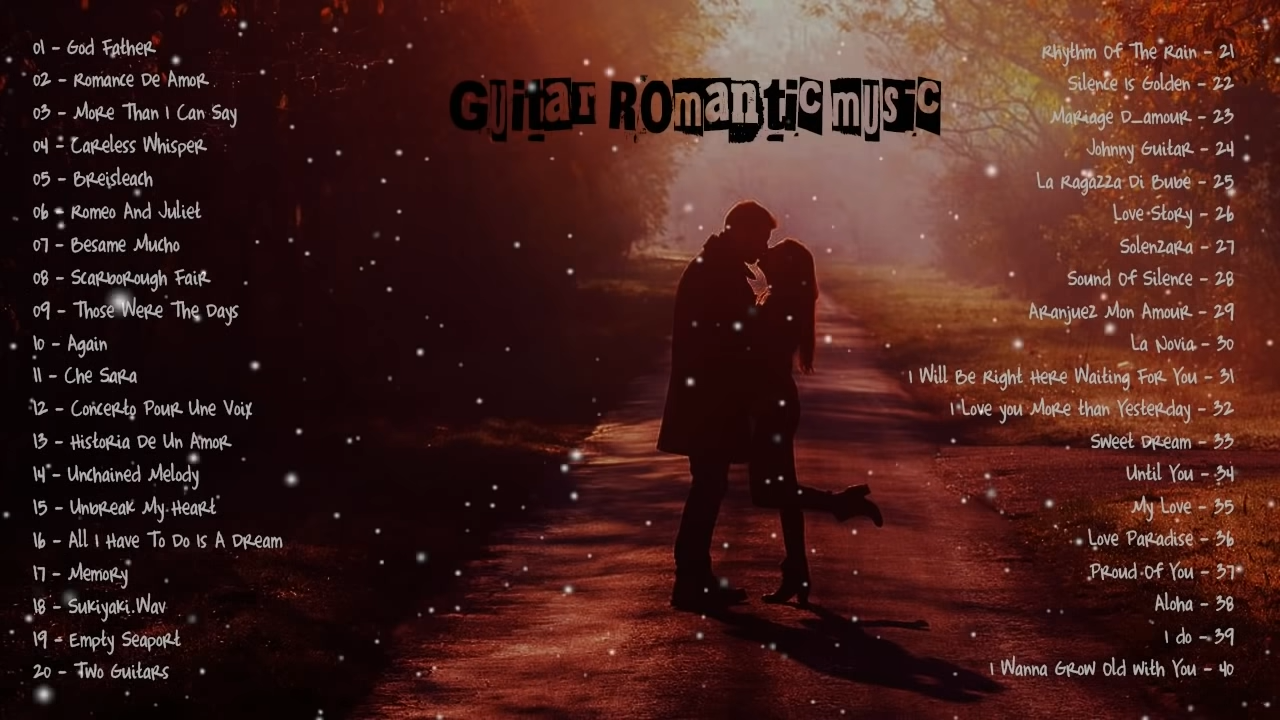 Guitar Romantic music
01 - God Father
02 - Romance De Amor
03 - More Than I Can Say
04 - Careless Whisper
05 - Breisleach
06 - Romeo And Juliet
07 - Besame Mucho
08 - Scarborough Fair
09 - Those Were The Days
10 - Again
11 - Che Sara
12 - Concerto Pour Une Voix
13 - Historia De Un Amor
14 - Unchained Melody
15 - Unbreak My Heart
16 - All I Have To Do Is A Dream
17 - Memory
18 - Sukiyaki.Wav
19 - Empty Seaport
20 - Two Guitars
Rhythm Of The Rain - 21
Silence Is Golden - 22
Mariage D_amour - 23
Johnny Guitar - 24
La Ragazza Di Bube - 25
Love Story - 26
Solenzara - 27
Sound Of Silence - 28
Aranjuez Mon Amour - 29
La Novia - 30
I Will Be Right Here Waiting For You - 31
I Love you More than Yesterday - 32
Sweet Dream - 33
Until You - 34
My Love - 35
Love Paradise - 36
Proud Of You - 37
Aloha - 38
I do - 39
I Wanna Grow Old With You - 40